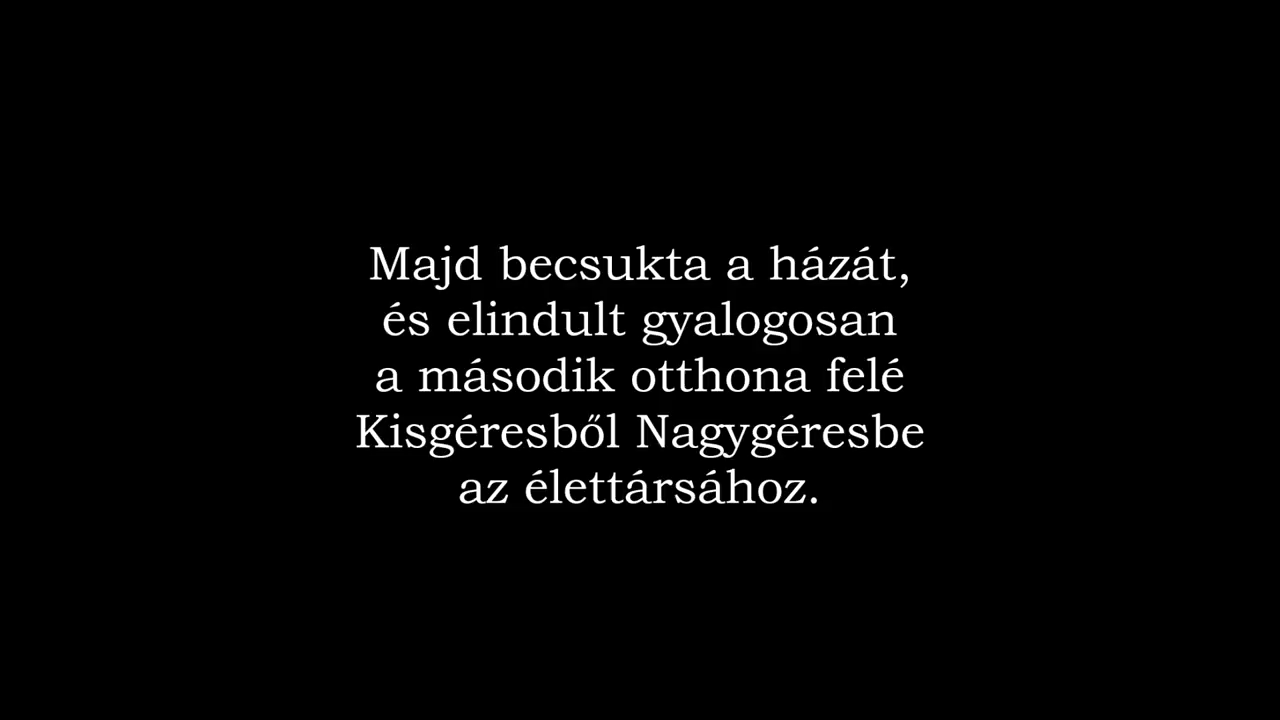 Majd becsukta a házát,
és elindult gyalogosan
a második otthona felé
Kisgéresből Nagygéresbe
az élettársához.